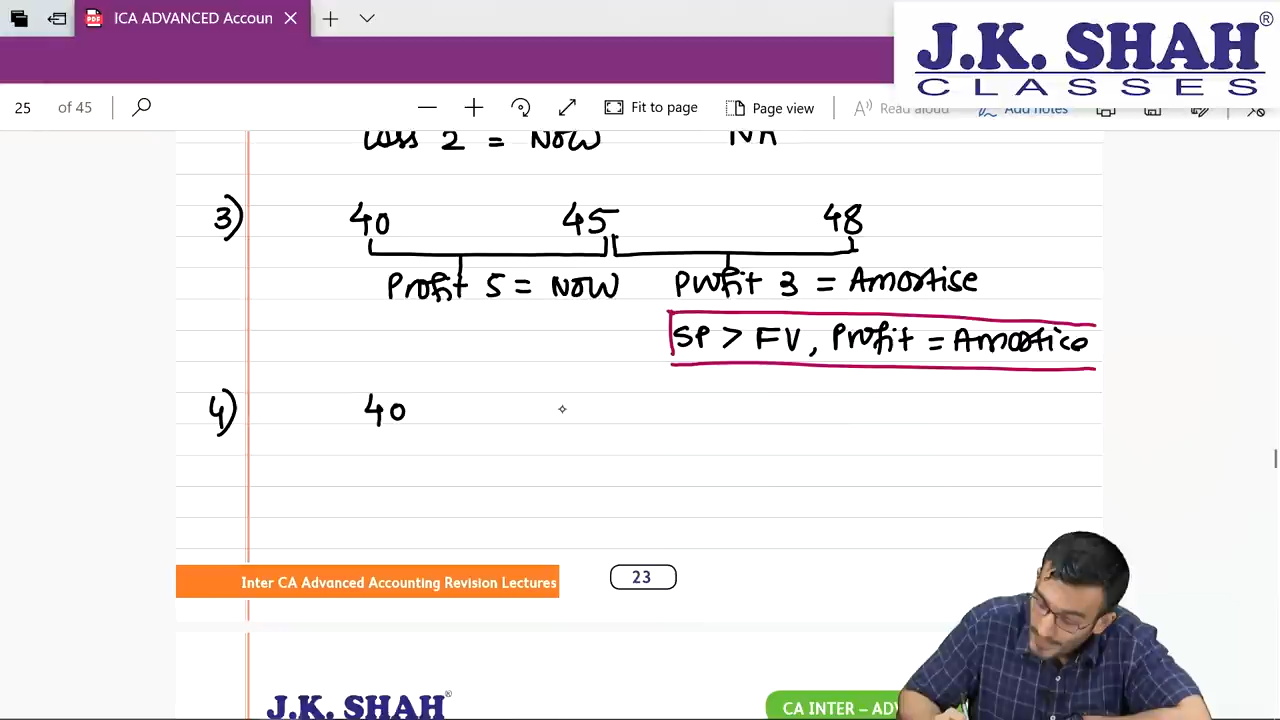 ICA ADVANCED Accoun
J.K. SHAH®
CLASSES
25 of 45
Fit to page
Page view
Read aloud
Add notes
Loss 2 = Now NA
3) 40 45 48
Profit 5 = Now Profit 3 = Amortise
SP > FV, Profit = Amortise
4) 40
Inter CA Advanced Accounting Revision Lectures
23
J.K. SHAH®
CA INTER – ADV